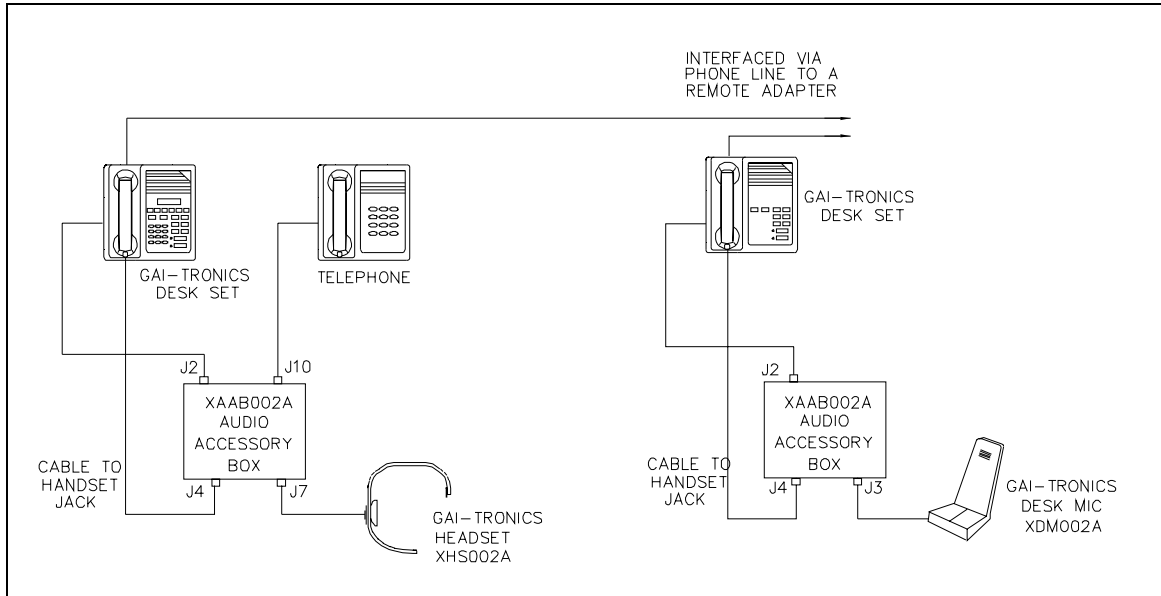 INTERFACED VIA
PHONE LINE TO A
REMOTE ADAPTER
GAI-TRONICS
DESK SET
TELEPHONE
GAI-TRONICS
DESK SET
J2
J10
XAAB002A
AUDIO
ACCESSORY
BOX
J4
J7
CABLE TO
HANDSET
JACK
GAI-TRONICS
HEADSET
XHS002A
J2
XAAB002A
AUDIO
ACCESSORY
BOX
J4
J3
CABLE TO
HANDSET
JACK
GAI-TRONICS
DESK MIC
XDM002A